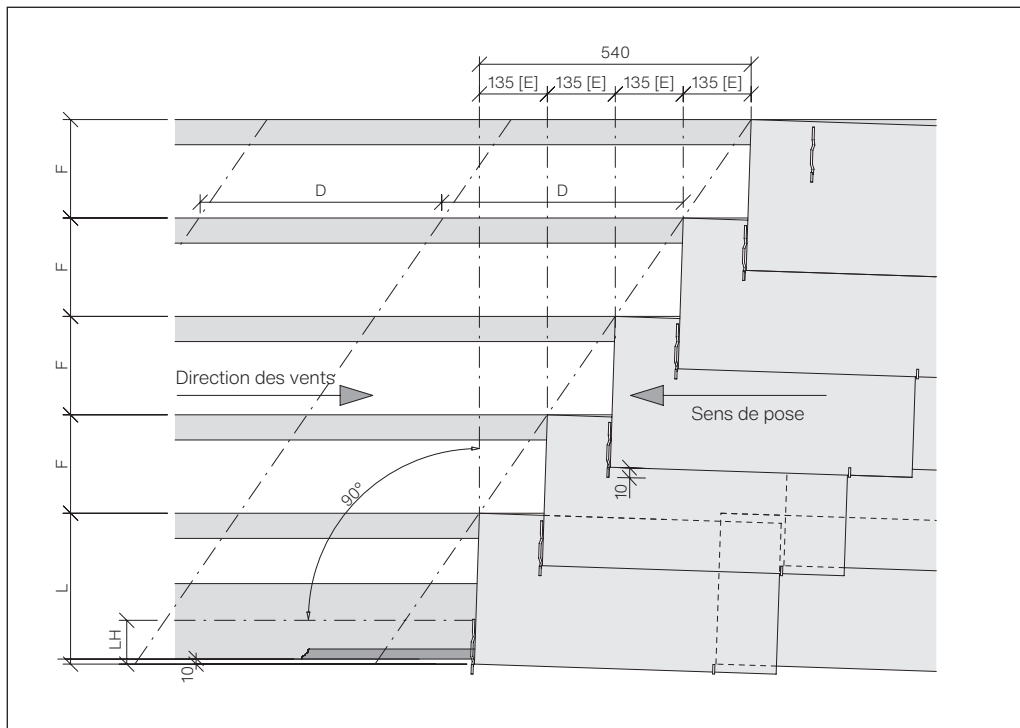 540
135 [E] 135 [E] 135 [E] 135 [E]
F
D D
F
F
Direction des vents
Sens de pose
F
10
90°
L
LH
10